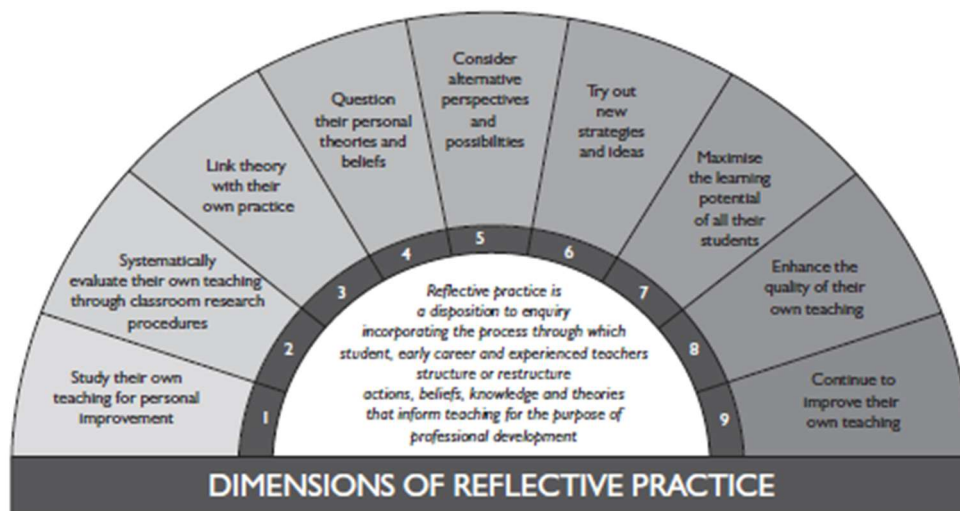 Study their own
teaching for personal
improvement
1
Systematically
evaluate their own teaching
through classroom research
procedures
2
Link theory
with their
own practice
3
Question
their personal
theories and
beliefs
4
Consider
alternative
perspectives
and
possibilities
5
Try out
new
strategies
and ideas
6
Maximise
the learning
potential
of all their
students
7
Enhance the
quality of their
own teaching
8
Continue to
improve their
own teaching
9
Reflective practice is
a disposition to enquiry
incorporating the process through which
student, early career and experienced teachers
structure or restructure
actions, beliefs, knowledge and theories
that inform teaching for the purpose of
professional development
DIMENSIONS OF REFLECTIVE PRACTICE